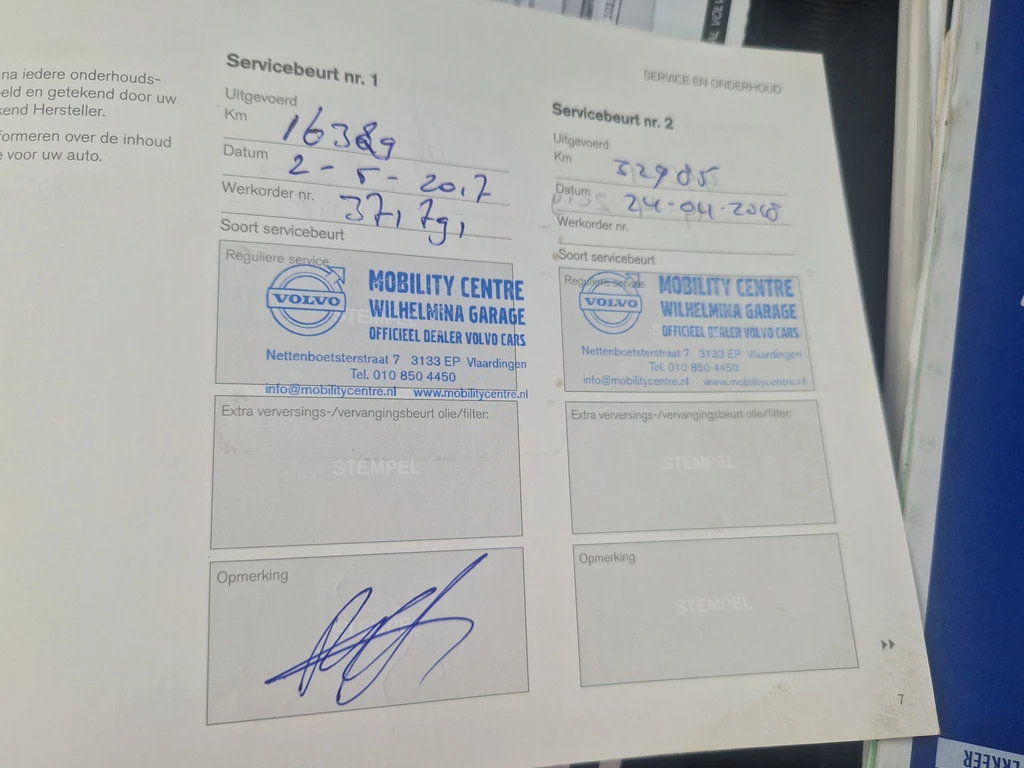 na iedere onderhouds-
eld en getekend door uw
kend Hersteller.
formeren over de inhoud
e voor uw auto.
Servicebeurt nr. 1
Uitgevoerd
Km 16389
Datum 2-5-2017
Werkorder nr. 371791
Soort servicebeurt
Reguliere service
VOLVO
MOBILITY CENTRE
WILHELMINA GARAGE
OFFICIEEL DEALER VOLVO CARS
Nettenboetsterstraat 7 3133 EP Vlaardingen
Tel. 010 850 4450
info@mobilitycentre.nl www.mobilitycentre.nl
Extra verversings-/vervangingsbeurt olie/filter:
STEMPEL
Opmerking
SERVICE EN ONDERHOUD
Servicebeurt nr. 2
Uitgevoerd
Km 32985
Datum 24-04-2018
Werkorder nr.
Soort servicebeurt
Reguliere service
VOLVO
MOBILITY CENTRE
WILHELMINA GARAGE
OFFICIEEL DEALER VOLVO CARS
Nettenboetsterstraat 7 3133 EP Vlaardingen
Tel. 010 850 4450
info@mobilitycentre.nl www.mobilitycentre.nl
Extra verversings-/vervangingsbeurt olie/filter:
STEMPEL
Opmerking
STEMPEL
7